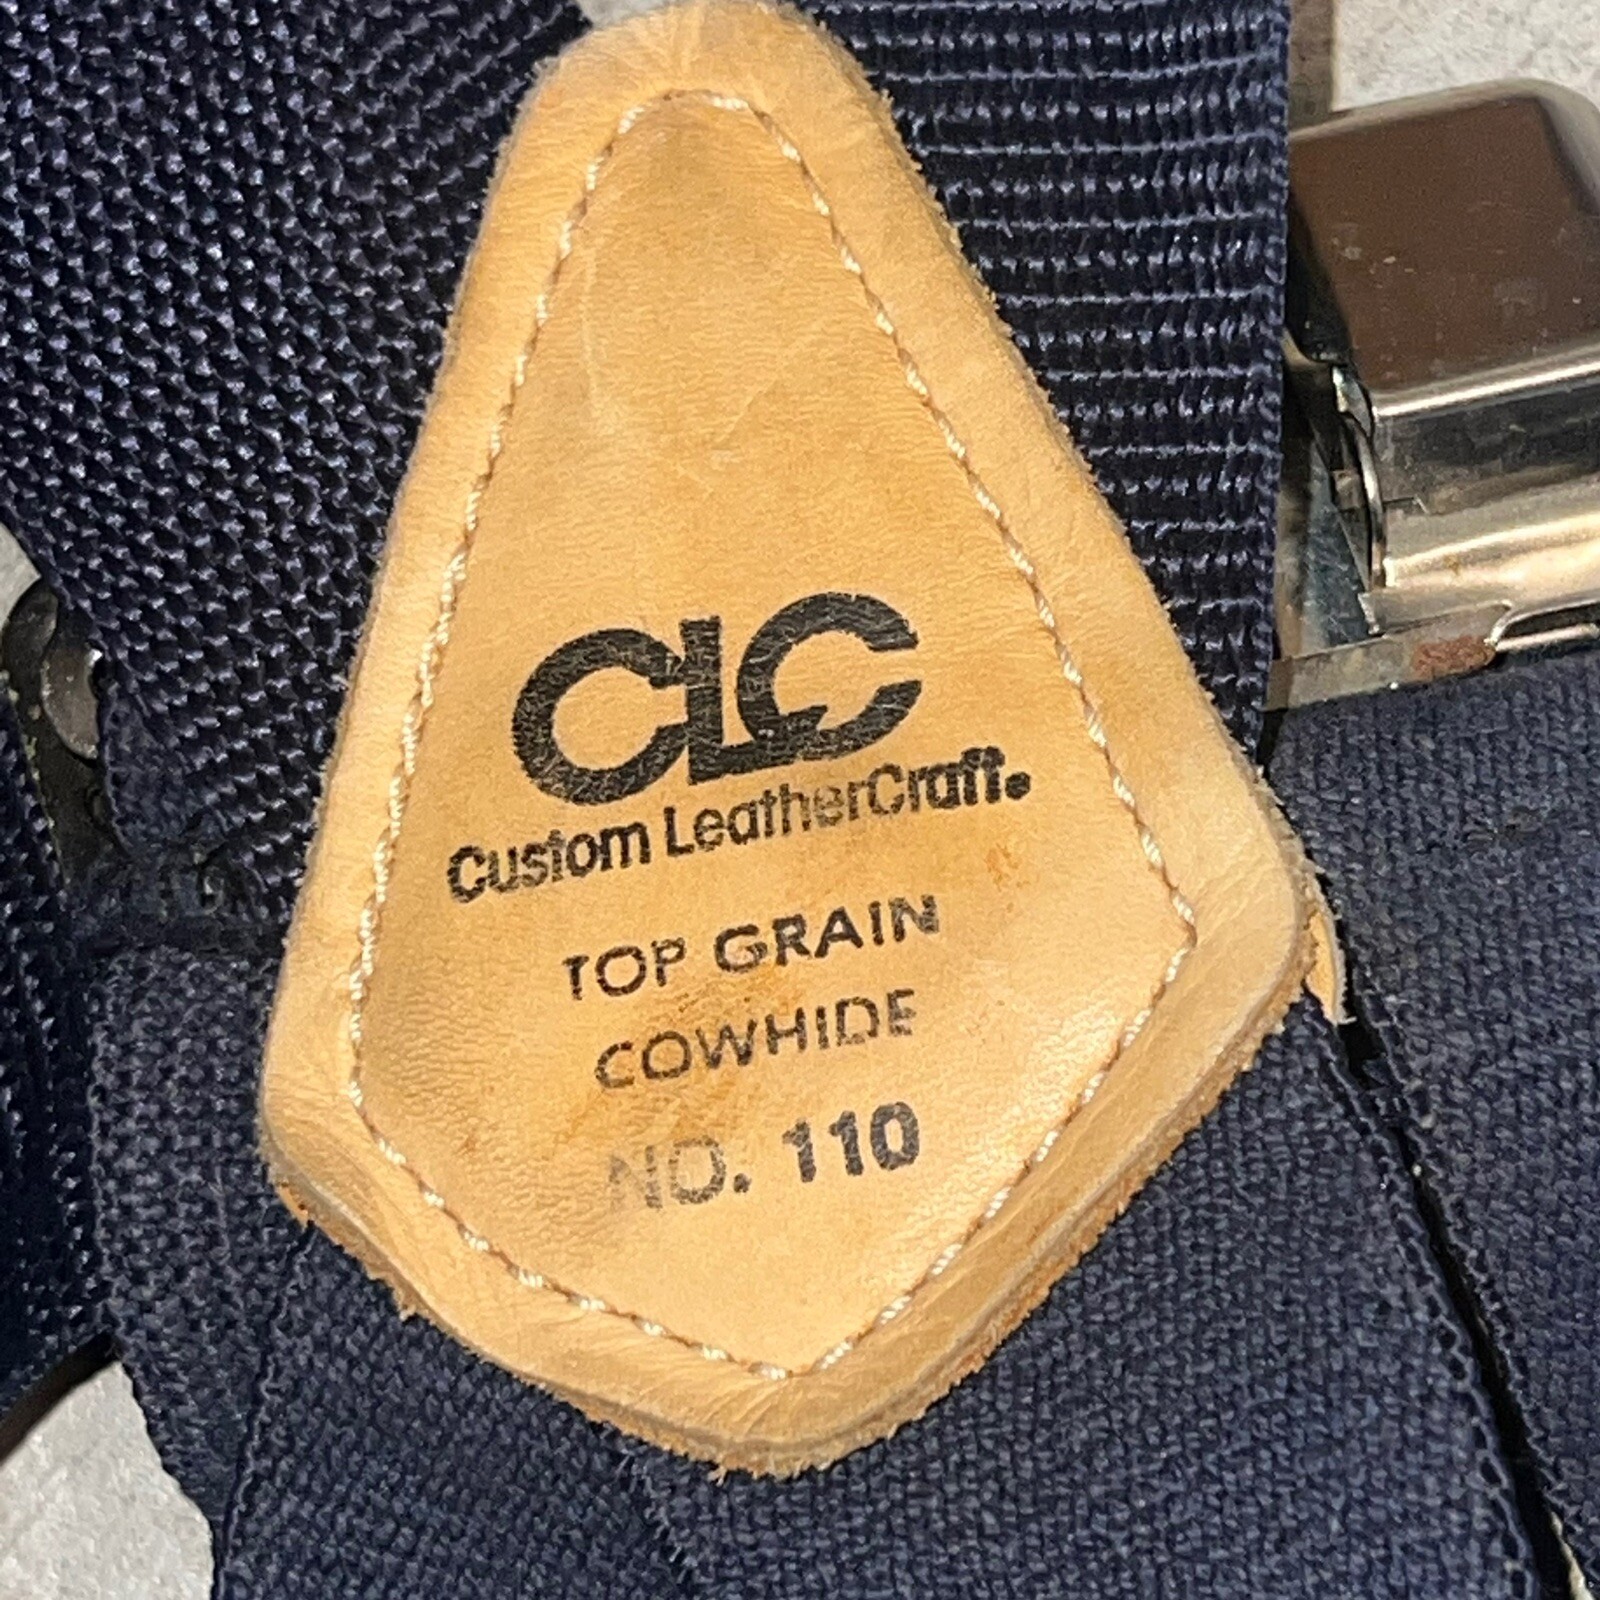 CLC
Custom LeatherCraft.
TOP GRAIN
COWHIDE
NO. 110